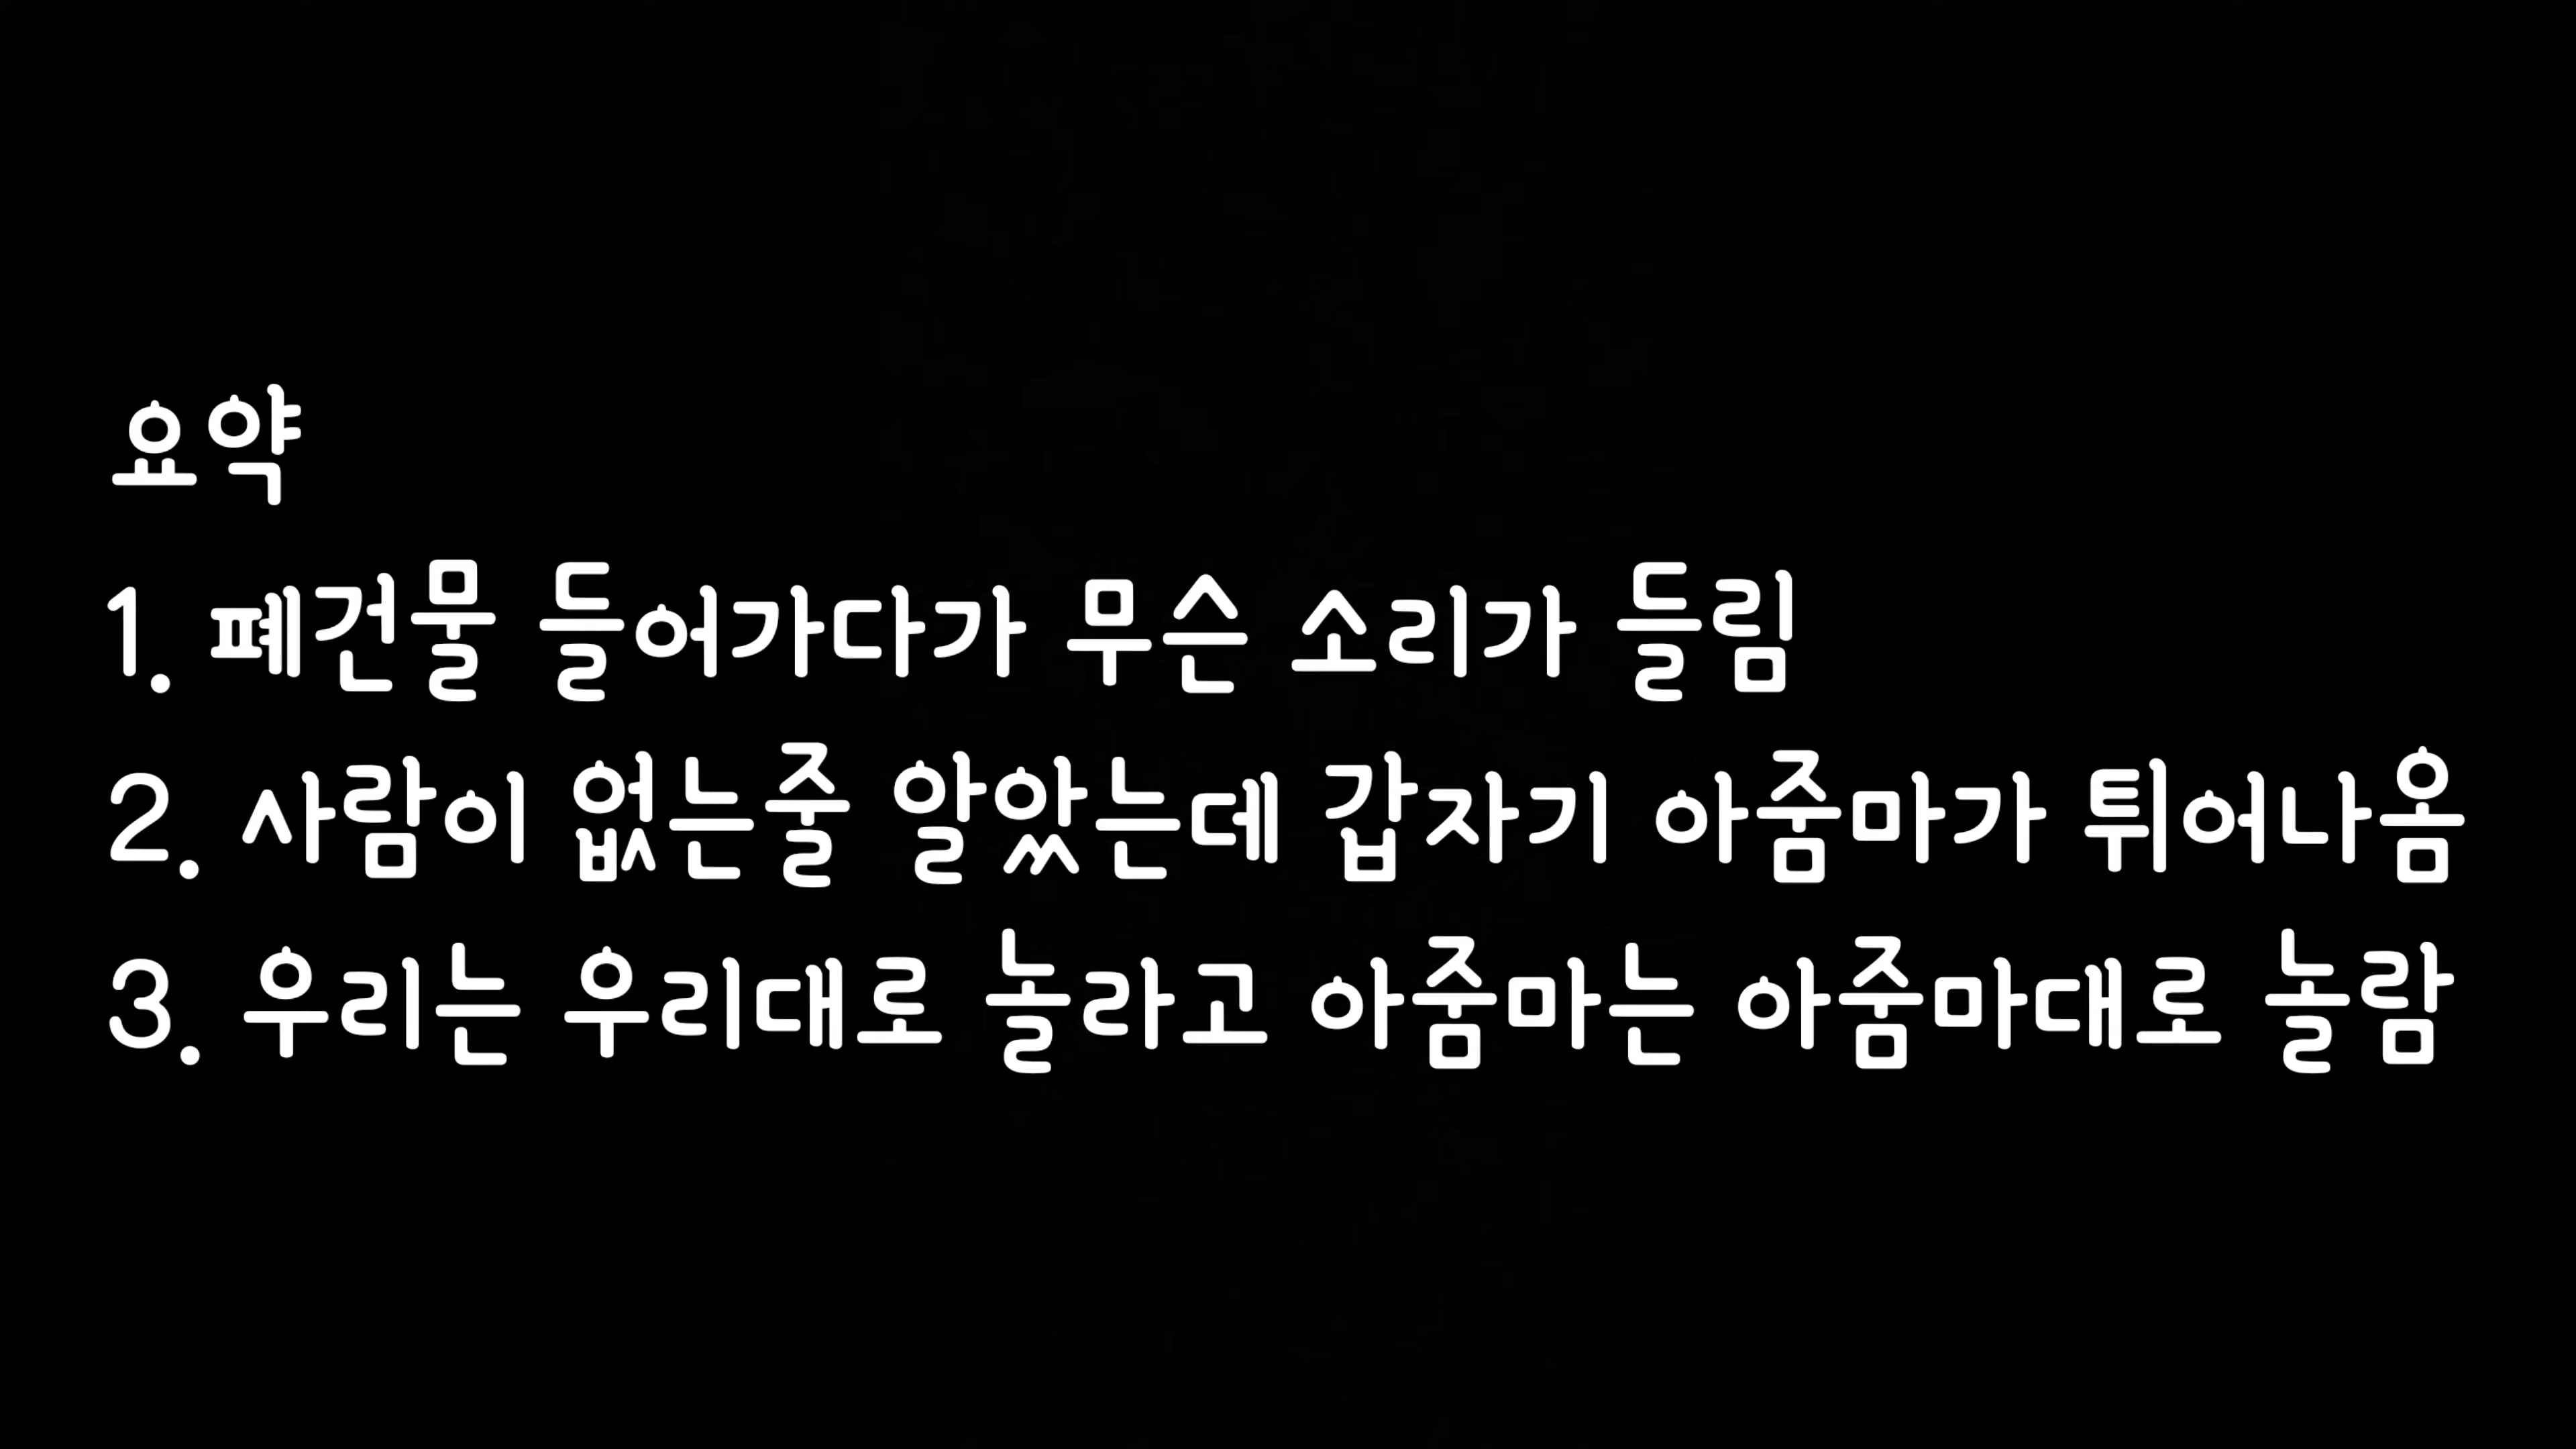 요약
1. 폐건물 들어가다가 무슨 소리가 들림
2. 사람이 없는줄 알았는데 갑자기 아줌마가 튀어나옴
3. 우리는 우리대로 놀라고 아줌마는 아줌마대로 놀람